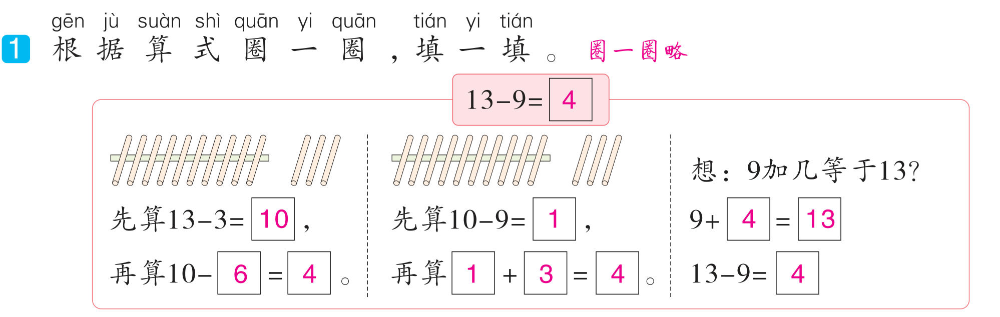 gēn jù suàn shì quān yi quān tián yi tián
1 根据算式圈一圈,填一填。 圈一圈略
13-9=4
先算13-3=10,
再算10-6=4。
先算10-9=1,
再算1+3=4。
想:9加几等于13?
9+4=13
13-9=4